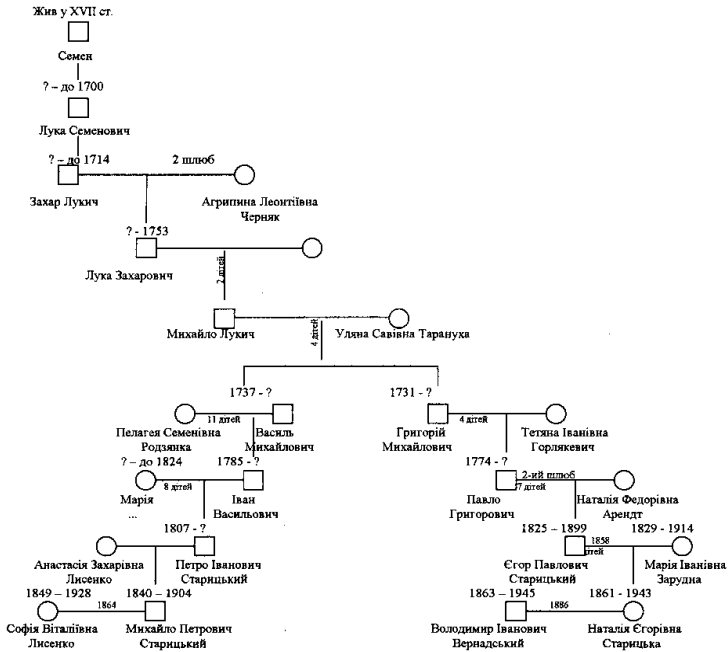 Жив у XVII ст.
Семен
? – до 1700
Лука Семенович
? – до 1714
2 шлюб
Захар Лукич
Агрипина Леонтіївна
Черняк
? - 1753
Лука Захарович
2 дітей
Михайло Лукич
Уляна Савівна Тарануха
4 дітей
1737 - ?
1731 - ?
11 дітей
4 дітей
Пелагея Семенівна
Родзянка
Василь
Михайлович
Григорій
Михайлович
Тетяна Іванівна
Горлякевич
? – до 1824
1785 - ?
1774 - ?
8 дітей
2-ий шлюб
7 дітей
Марія
...
Іван
Васильович
Павло
Григорович
Наталія Федорівна
Арендт
1807 - ?
1825 – 1899
1829 - 1914
1858
дітей
Анастасія Захарівна
Лисенко
Петро Іванович
Старицький
Єгор Павлович
Старицький
Марія Іванівна
Зарудна
1849 – 1928
1840 – 1904
1863 – 1945
1861 - 1943
1864
1886
Софія Віталіївна
Лисенко
Михайло Петрович
Старицький
Володимир Іванович
Вернадський
Наталія Єгорівна
Старицька